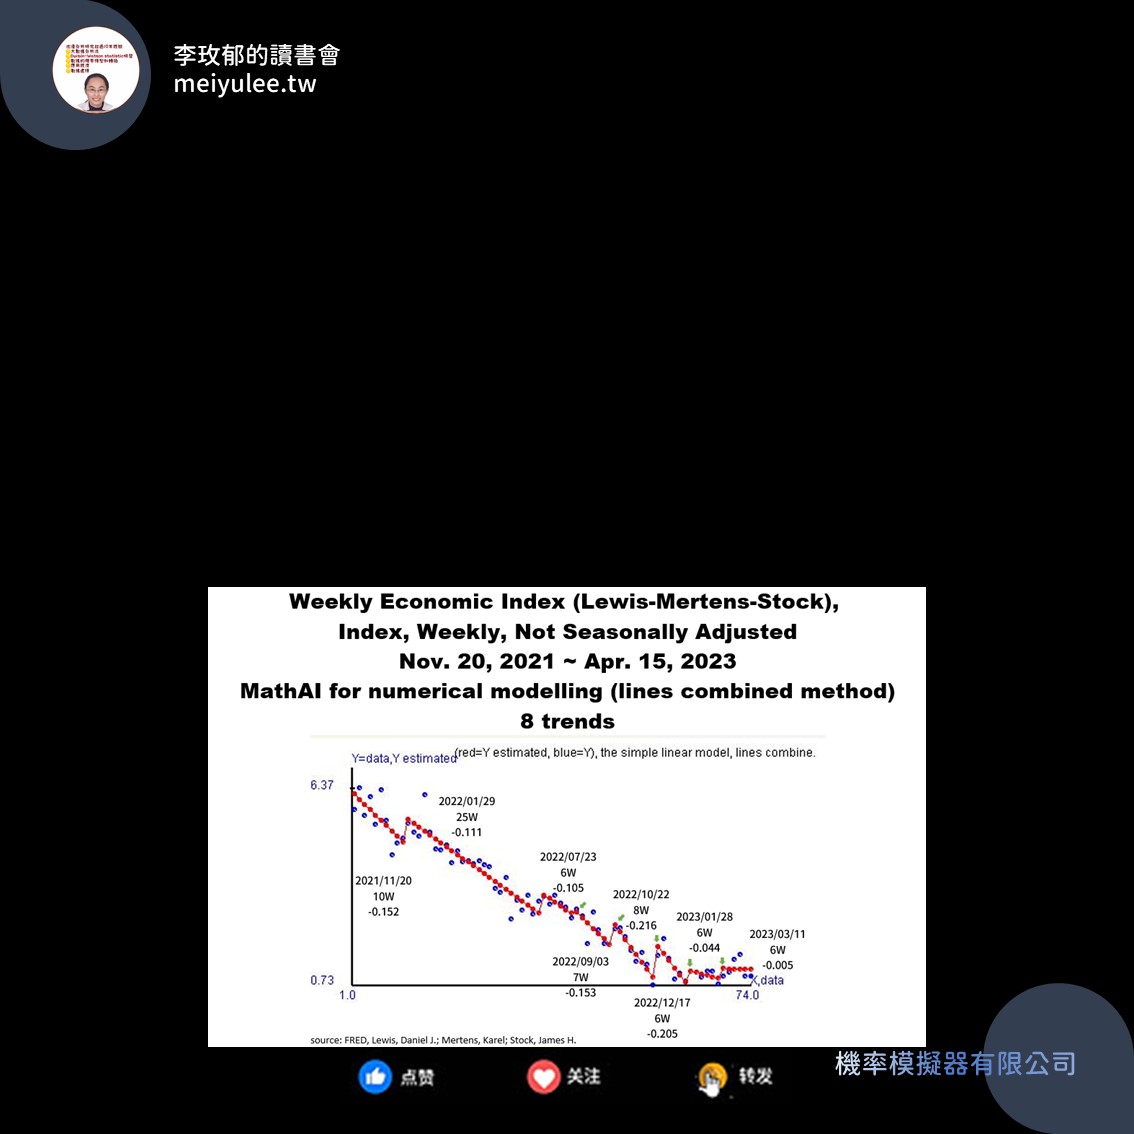 李玫郁的讀書會
meiyulee.tw
Weekly Economic Index (Lewis-Mertens-Stock),
Index, Weekly, Not Seasonally Adjusted
Nov. 20, 2021 ~ Apr. 15, 2023
MathAI for numerical modelling (lines combined method)
8 trends
Y=data,Y estimated
(red=Y estimated, blue=Y), the simple linear model, lines combine.
6.37
2022/01/29
25W
-0.111
2021/11/20
10W
-0.152
2022/07/23
6W
-0.105
2022/09/03
7W
-0.153
2022/10/22
8W
-0.216
2022/12/17
6W
-0.205
2023/01/28
6W
-0.044
2023/03/11
6W
-0.005
0.73
1.0
74.0
X,data
source: FRED, Lewis, Daniel J.; Mertens, Karel; Stock, James H.
点赞
关注
转发
機率模擬器有限公司